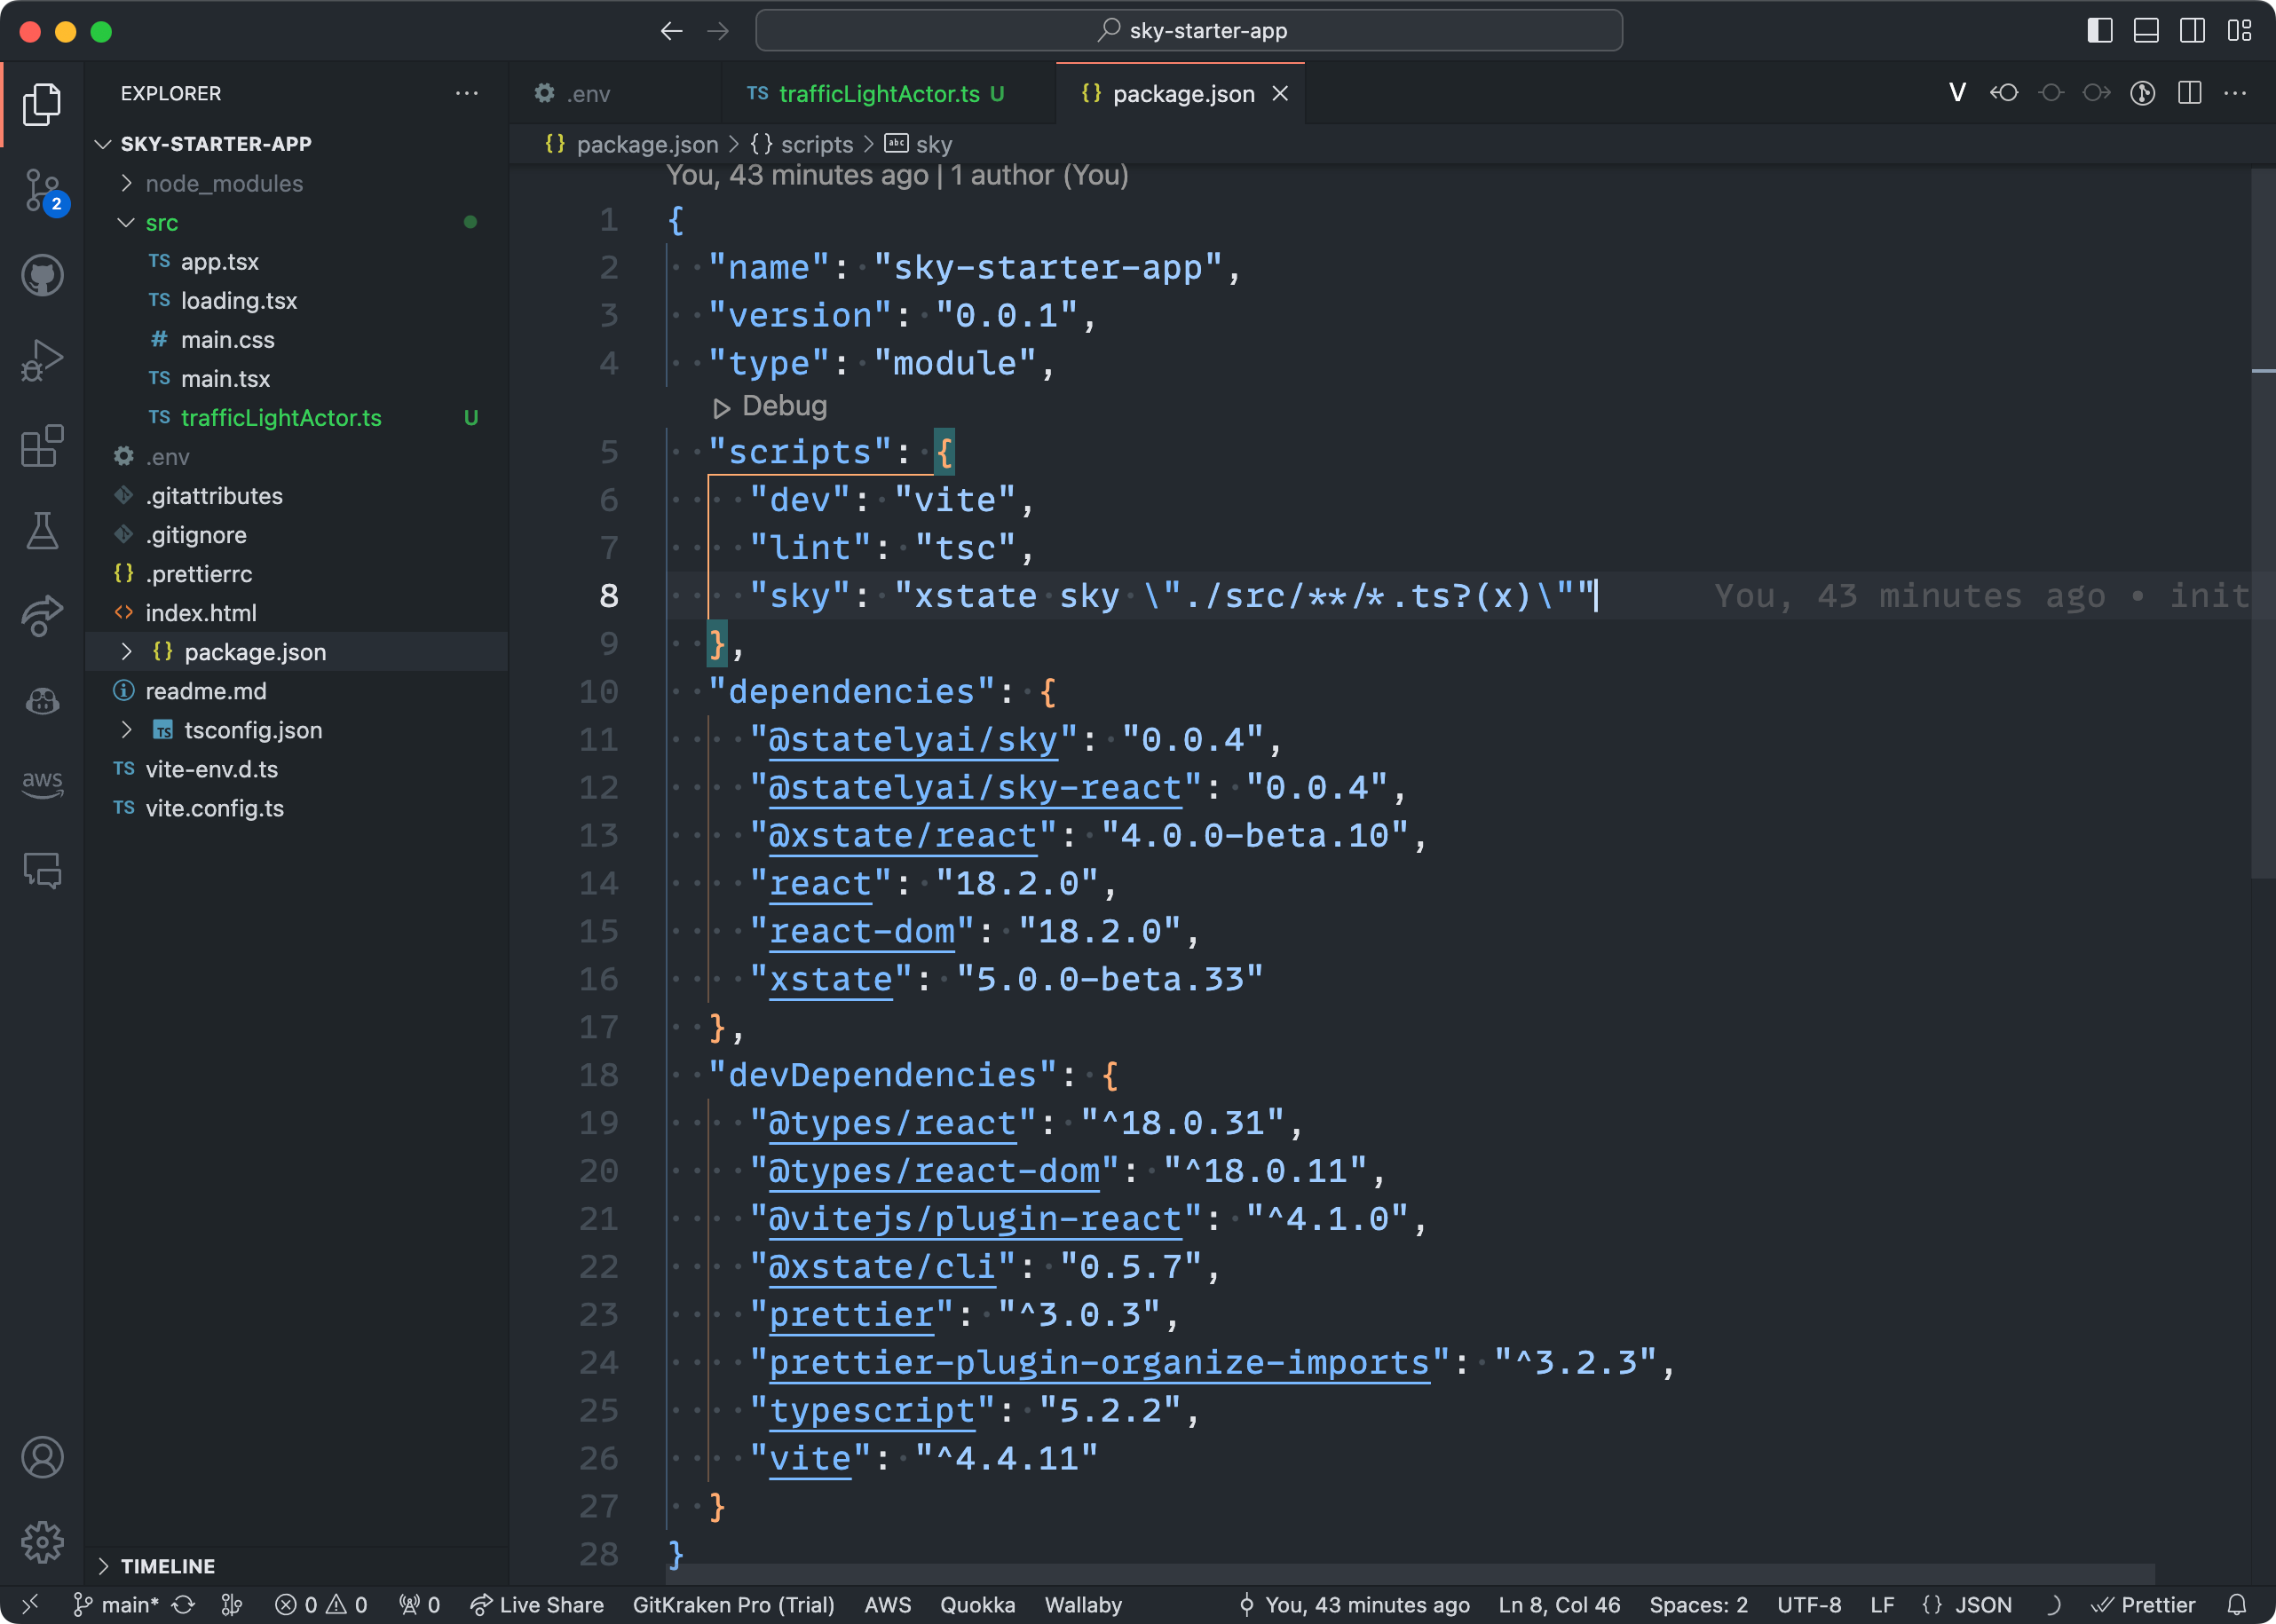 sky-starter-app
EXPLORER
SKY-STARTER-APP
node_modules
src
TS app.tsx
TS loading.tsx
# main.css
TS main.tsx
TS trafficLightActor.ts U
.env
.gitattributes
.gitignore
{} .prettierrc
<> index.html
{} package.json
readme.md
TS tsconfig.json
TS vite-env.d.ts
TS vite.config.ts
TIMELINE
2
aws
.env
TS trafficLightActor.ts U
{} package.json
V
{} package.json > {} scripts > abc sky
You, 43 minutes ago | 1 author (You)
1 {
2 "name": "sky-starter-app",
3 "version": "0.0.1",
4 "type": "module",
Debug
5 "scripts": {
6 "dev": "vite",
7 "lint": "tsc",
8 "sky": "xstate sky \"./src/**/*.ts?(x)\"" You, 43 minutes ago • init
9 },
10 "dependencies": {
11 "@statelyai/sky": "0.0.4",
12 "@statelyai/sky-react": "0.0.4",
13 "@xstate/react": "4.0.0-beta.10",
14 "react": "18.2.0",
15 "react-dom": "18.2.0",
16 "xstate": "5.0.0-beta.33"
17 },
18 "devDependencies": {
19 "@types/react": "^18.0.31",
20 "@types/react-dom": "^18.0.11",
21 "@vitejs/plugin-react": "^4.1.0",
22 "@xstate/cli": "0.5.7",
23 "prettier": "^3.0.3",
24 "prettier-plugin-organize-imports": "^3.2.3",
25 "typescript": "5.2.2",
26 "vite": "^4.4.11"
27 }
28 }
main* 0 0 0 Live Share GitKraken Pro (Trial) AWS Quokka Wallaby You, 43 minutes ago Ln 8, Col 46 Spaces: 2 UTF-8 LF {} JSON Prettier